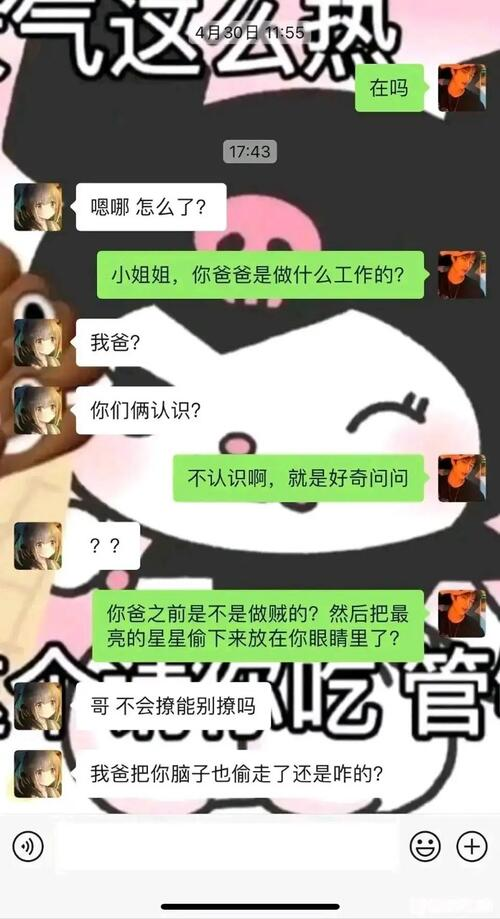 气这么热
4月30日 11:55
在吗
17:43
嗯哪 怎么了?
小姐姐，你爸爸是做什么工作的?
我爸?
你们俩认识?
不认识啊，就是好奇问问
? ?
你爸之前是不是做贼的? 然后把最
亮的星星偷下来放在你眼睛里了?
哥 不会撩能别撩吗
你吃 管
我爸把你脑子也偷走了还是咋的?